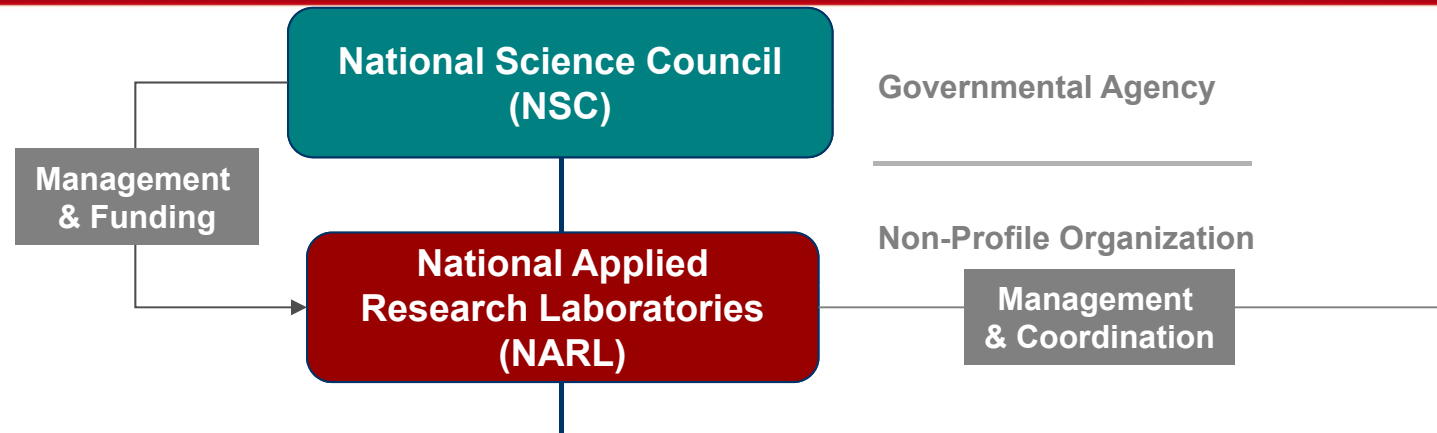 National Science Council
(NSC)
Governmental Agency
Management
& Funding
Non-Profile Organization
National Applied
Research Laboratories
(NARL)
Management
& Coordination